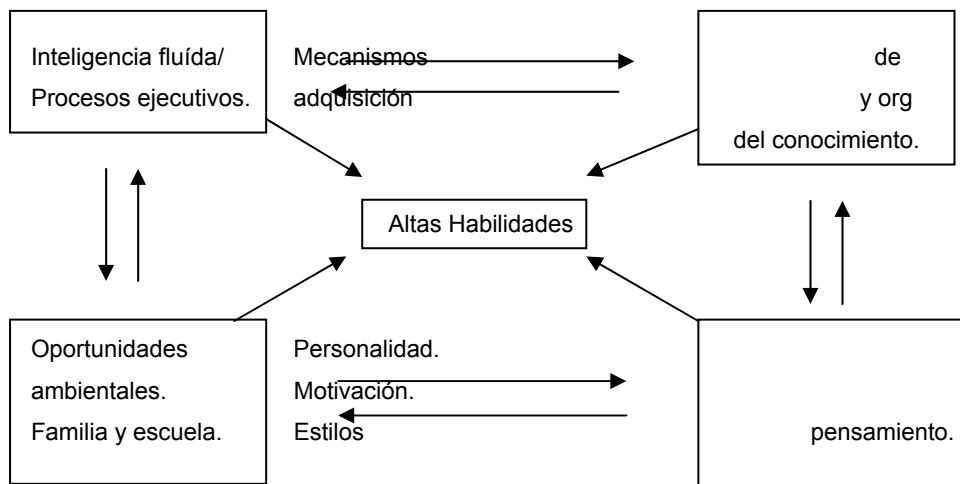 Inteligencia fluída/ Mecanismos de
Procesos ejecutivos. adquisición y org
del conocimiento.
Altas Habilidades
Oportunidades Personalidad.
ambientales. Motivación.
Familia y escuela. Estilos pensamiento.